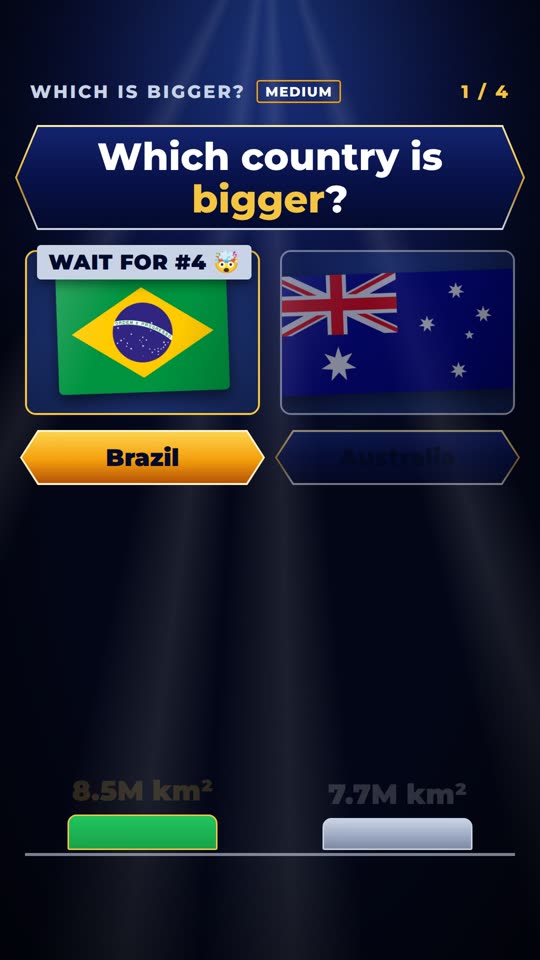 WHICH IS BIGGER? MEDIUM 1 / 4
Which country is
bigger?
WAIT FOR #4 🤯
Brazil
Australia
8.5M km²
7.7M km²